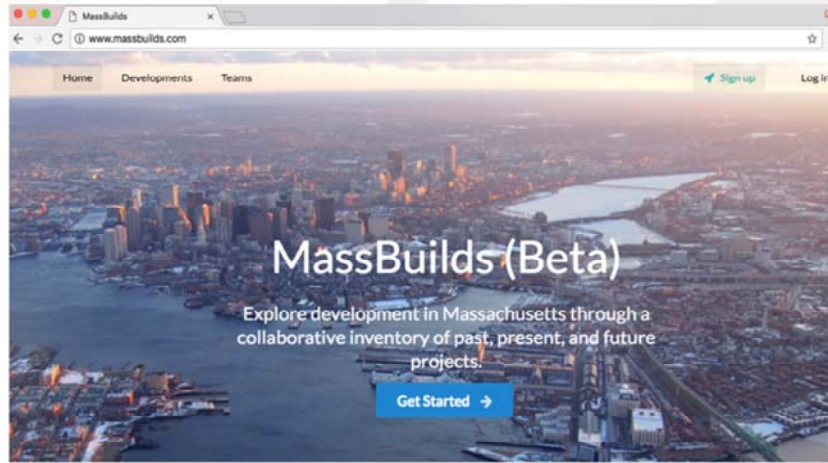 MassBuilds
www.massbuilds.com
Home Developments Teams Sign up Log in
MassBuilds (Beta)
Explore development in Massachusetts through a
collaborative inventory of past, present, and future
projects.
Get Started